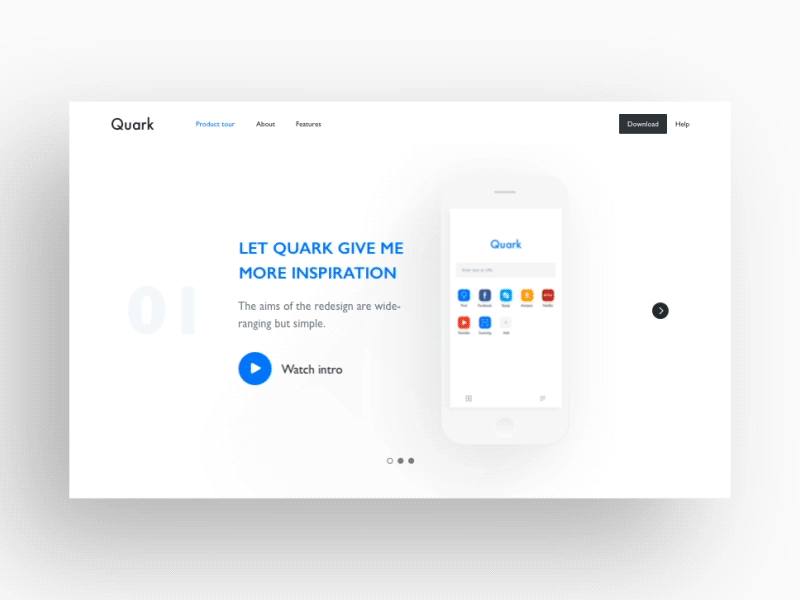 Quark
Product tour
About
Features
Download
Help
01
LET QUARK GIVE ME
MORE INSPIRATION
The aims of the redesign are wide-
ranging but simple.
Watch intro
Quark
Facebook